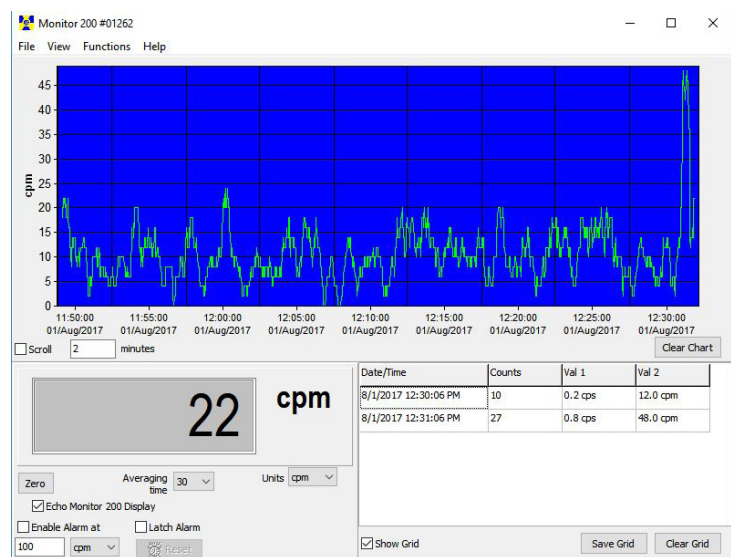 Monitor 200 #01262
File View Functions Help
cpm
45
40
35
30
25
20
15
10
5
0
11:50:00 11:55:00 12:00:00 12:05:00 12:10:00 12:15:00 12:20:00 12:25:00 12:30:00
01/Aug/2017 01/Aug/2017 01/Aug/2017 01/Aug/2017 01/Aug/2017 01/Aug/2017 01/Aug/2017 01/Aug/2017 01/Aug/2017
Scroll 2 minutes Clear Chart
22 cpm
Zero Averaging time 30 Units cpm
Echo Monitor 200 Display
Enable Alarm at Latch Alarm
100 cpm Reset
Date/Time Counts Val 1 Val 2
8/1/2017 12:30:06 PM 10 0.2 cps 12.0 cpm
8/1/2017 12:31:06 PM 27 0.8 cps 48.0 cpm
Show Grid Save Grid Clear Grid